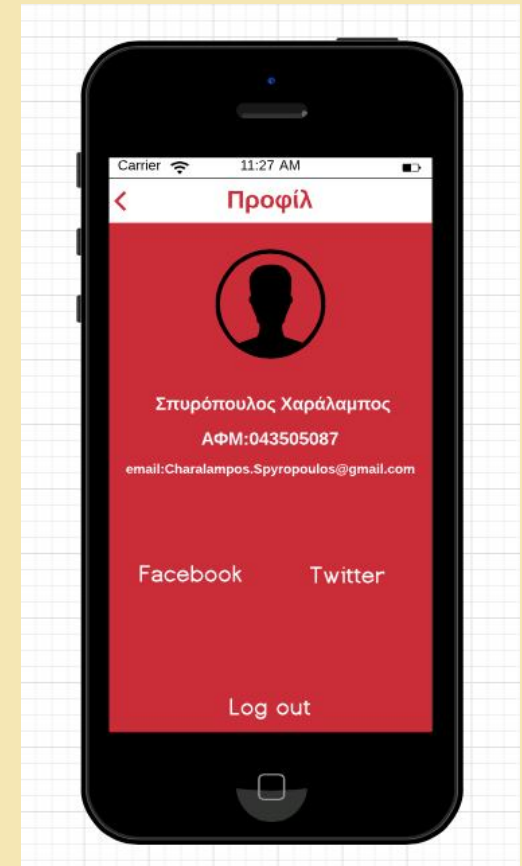 Carrier 11:27 AM
Προφίλ
Σπυρόπουλος Χαράλαμπος
ΑΦΜ:043505087
email:Charalampos.Spyropoulos@gmail.com
Facebook Twitter
Log out